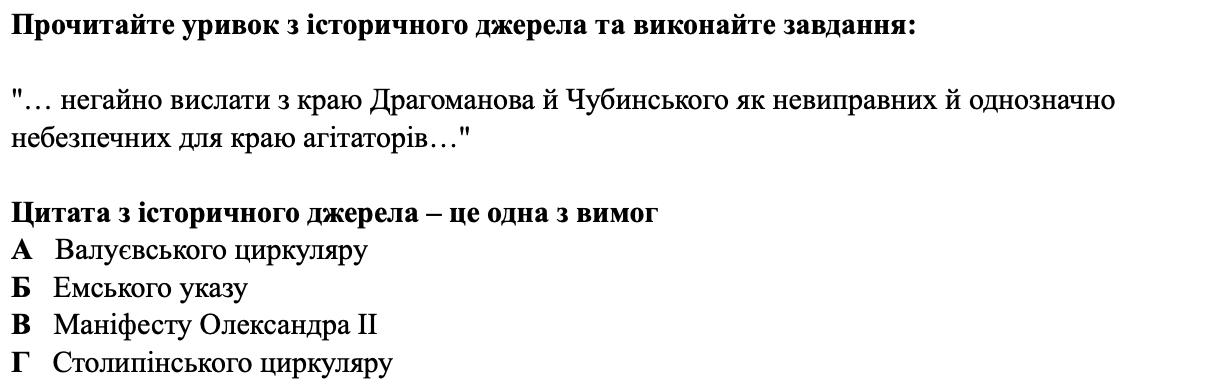 Прочитайте уривок з історичного джерела та виконайте завдання:
"… негайно вислати з краю Драгоманова й Чубинського як невиправних й однозначно
небезпечних для краю агітаторів…"
Цитата з історичного джерела – це одна з вимог
А Валуєвського циркуляру
Б Емського указу
В Маніфесту Олександра ІІ
Г Столипінського циркуляру